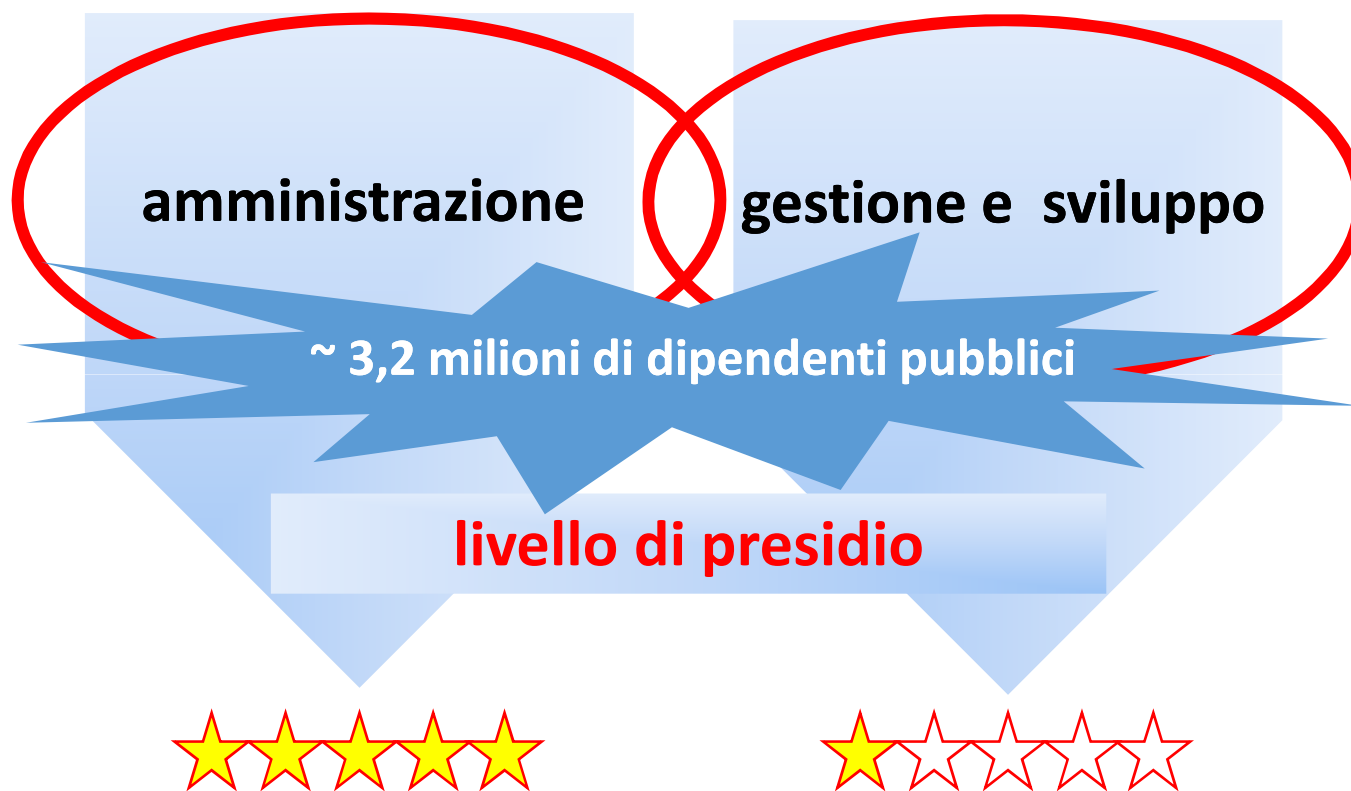 amministrazione
gestione e  sviluppo
~ 3,2 milioni di dipendenti pubblici
livello di presidio